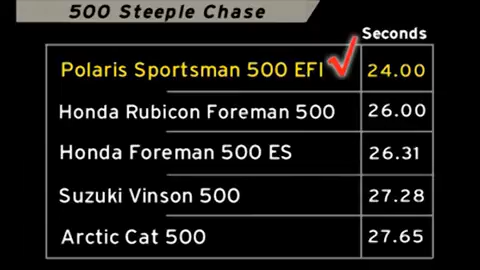 500 Steeple Chase
Seconds
Polaris Sportsman 500 EFI 24.00
Honda Rubicon Foreman 500 26.00
Honda Foreman 500 ES 26.31
Suzuki Vinson 500 27.28
Arctic Cat 500 27.65